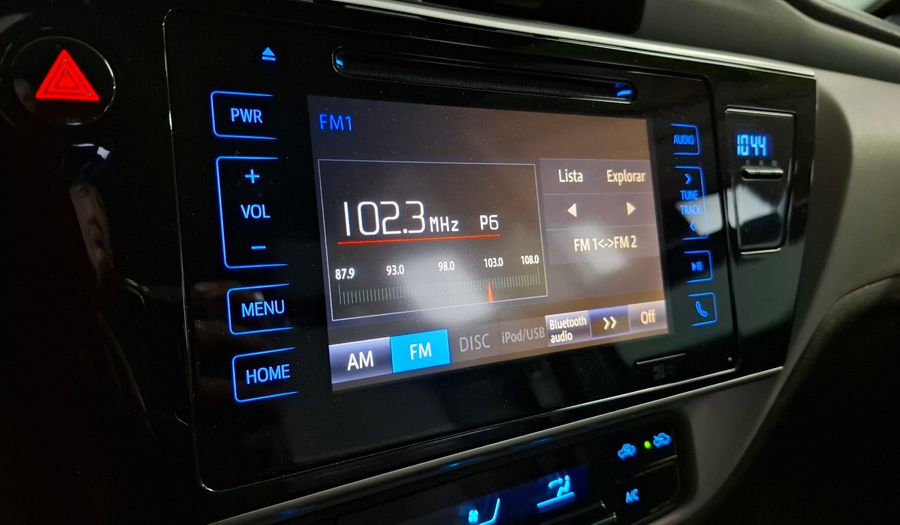 PWR
+
VOL
−
MENU
HOME
FM1
102.3 MHz P6
87.9 93.0 98.0 103.0 108.0
Lista Explorar
FM 1<->FM 2
AM FM DISC iPod/USB Bluetooth audio >> Off
AUDIO
TUNE
TRACK
10:44
A/C